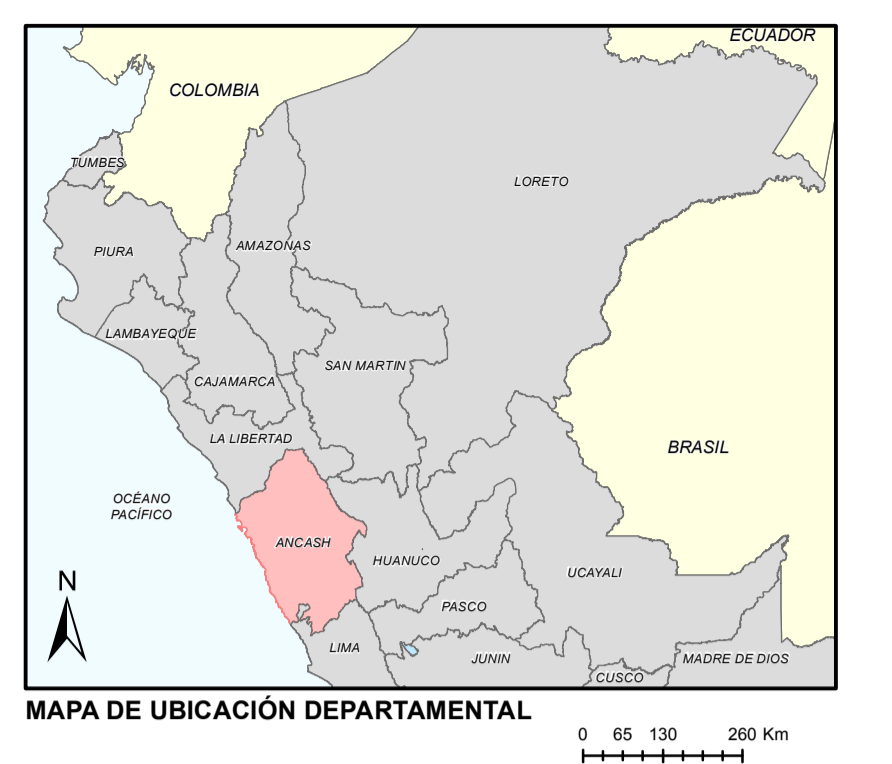 ECUADOR
COLOMBIA
TUMBES
LORETO
AMAZONAS
PIURA
LAMBAYEQUE
SAN MARTIN
CAJAMARCA
LA LIBERTAD
BRASIL
OCÉANO
PACÍFICO
ANCASH
HUANUCO
UCAYALI
N
PASCO
LIMA
JUNIN
MADRE DE DIOS
CUSCO
MAPA DE UBICACIÓN DEPARTAMENTAL
0 65 130 260 Km